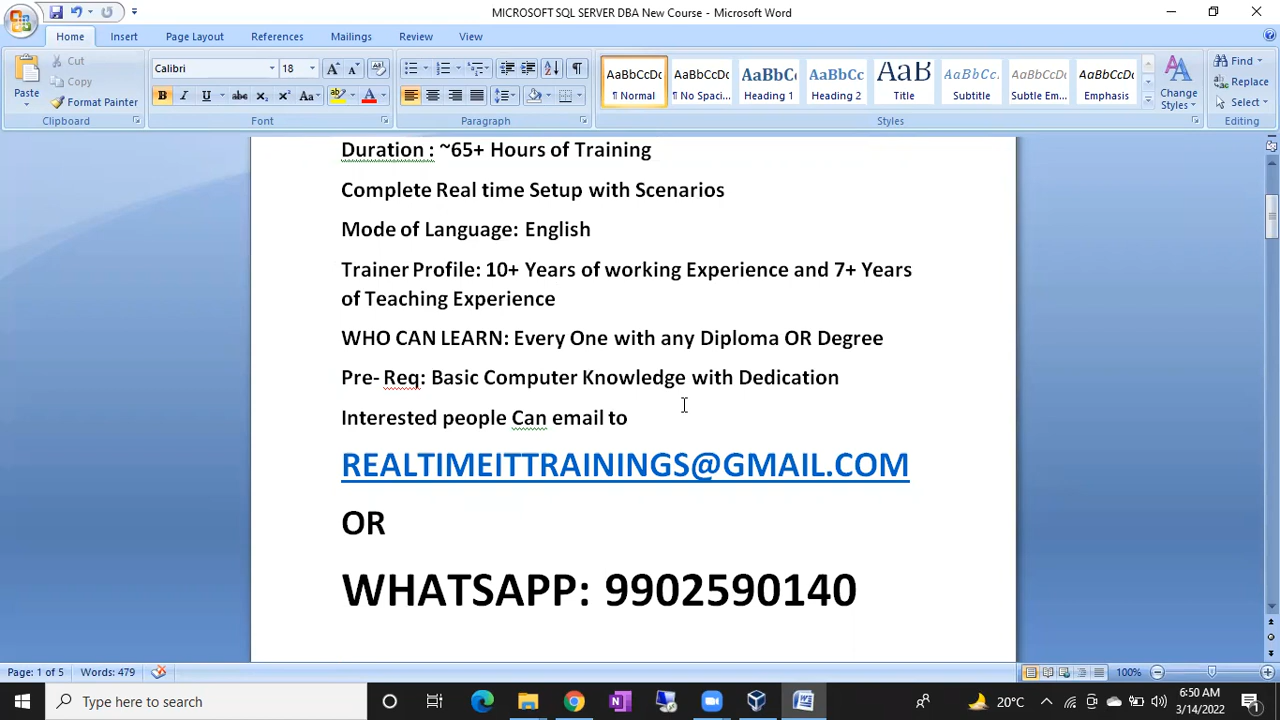 MICROSOFT SQL SERVER DBA New Course - Microsoft Word
Home Insert Page Layout References Mailings Review View
Paste
Cut
Copy
Format Painter
Clipboard
Calibri 18
Font
Paragraph
AaBbCcDc AaBbCcDc AaBbCc AaBbCc AaB AaBbCc. AaBbCcDc AaBbCcDc
¶ Normal ¶ No Spaci... Heading 1 Heading 2 Title Subtitle Subtle Em... Emphasis
Change Styles
Styles
Find
Replace
Select
Editing
Duration : ~65+ Hours of Training
Complete Real time Setup with Scenarios
Mode of Language: English
Trainer Profile: 10+ Years of working Experience and 7+ Years
of Teaching Experience
WHO CAN LEARN: Every One with any Diploma OR Degree
Pre- Req: Basic Computer Knowledge with Dedication
Interested people Can email to
REALTIMEITTRAININGS@GMAIL.COM
OR
WHATSAPP: 9902590140
Page: 1 of 5 Words: 479 100%
Type here to search
20°C
6:50 AM
3/14/2022